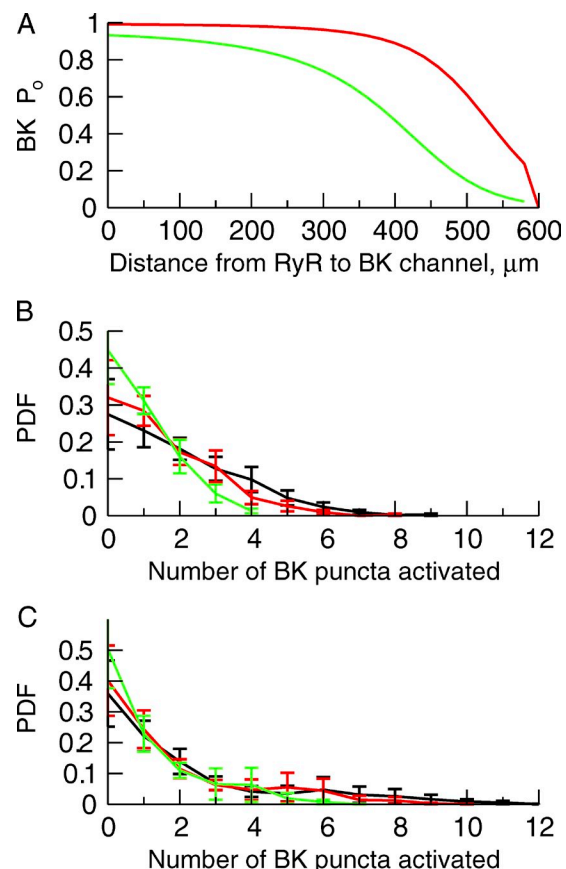 A
BK Po
1
0.8
0.6
0.4
0.2
0
0 100 200 300 400 500 600
Distance from RyR to BK channel, μm
B
PDF
0.5
0.4
0.3
0.2
0.1
0
0 2 4 6 8 10 12
Number of BK puncta activated
C
PDF
0.5
0.4
0.3
0.2
0.1
0
0 2 4 6 8 10 12
Number of BK puncta activated